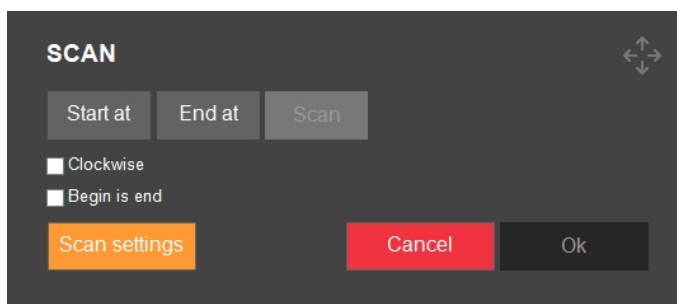 SCAN
Start at End at Scan
Clockwise
Begin is end
Scan settings Cancel Ok